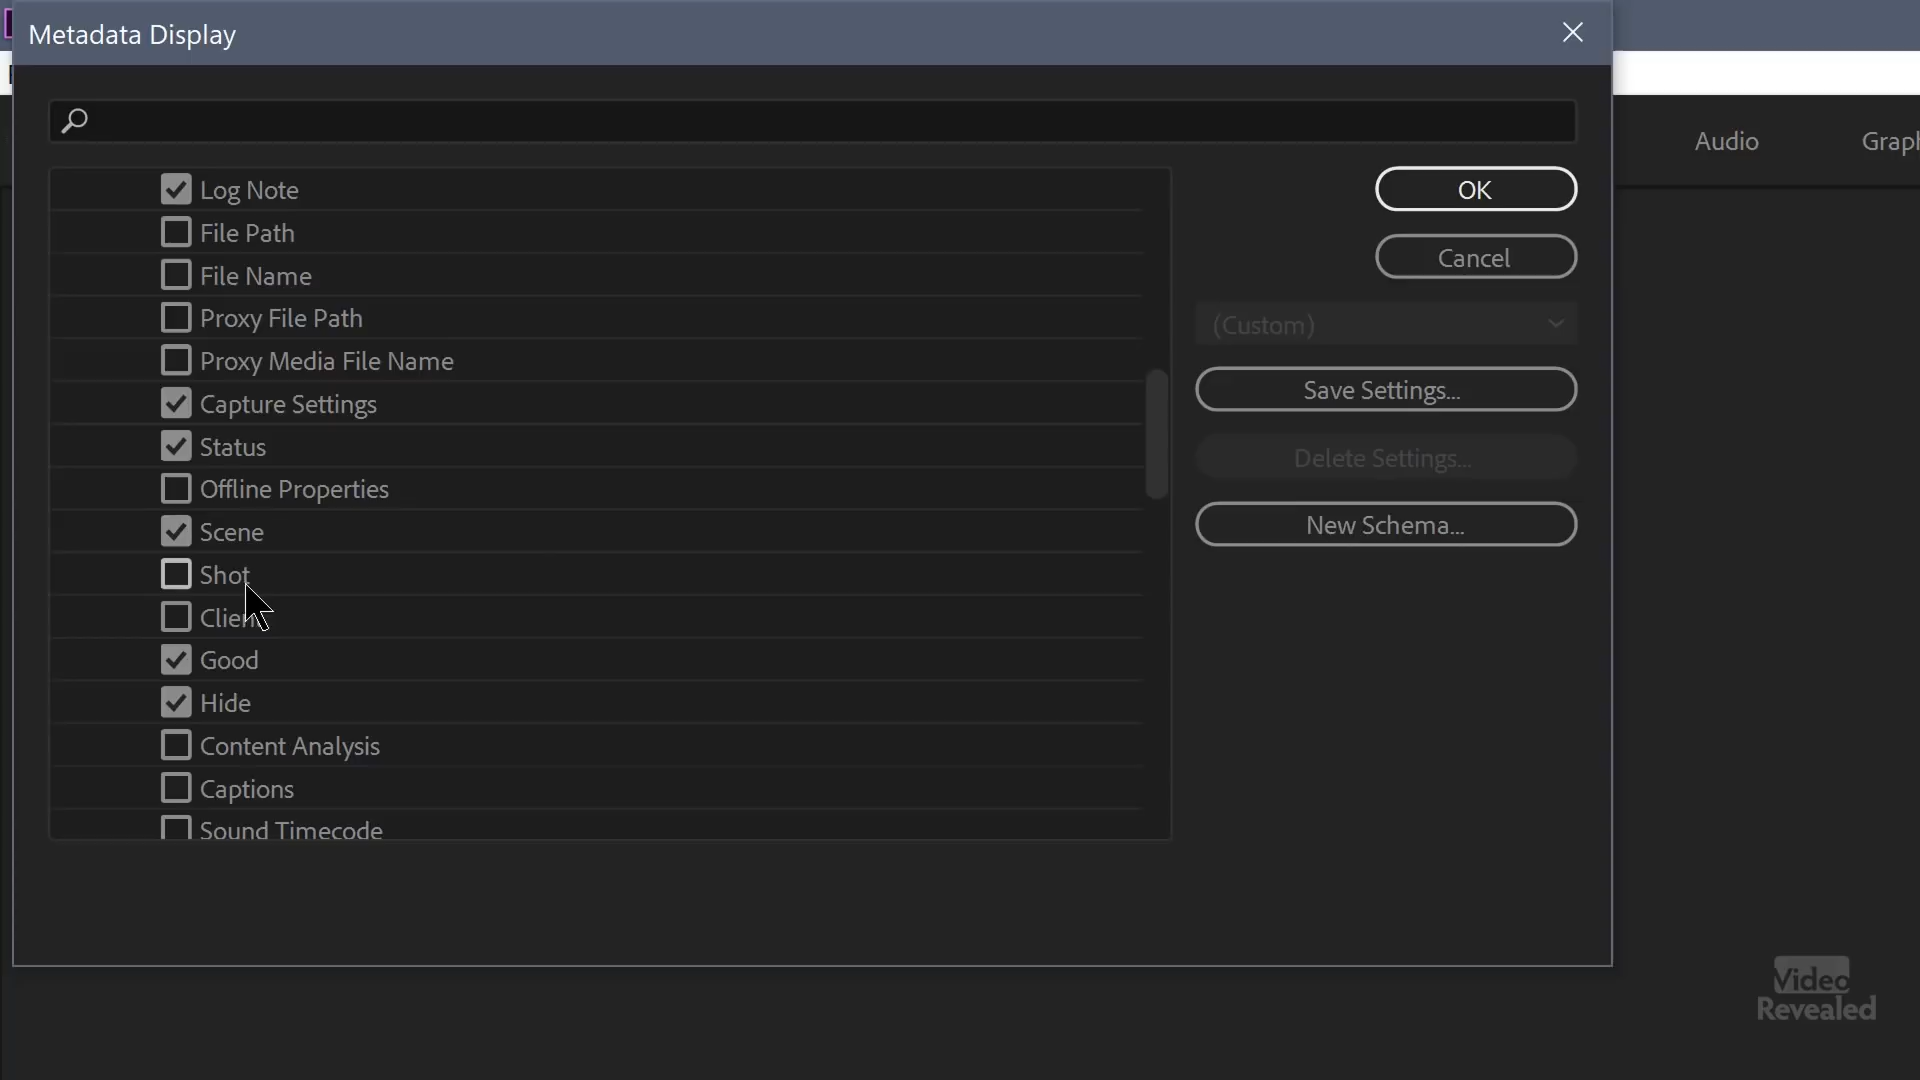 Metadata Display
Audio
Graph
Log Note
OK
File Path
Cancel
File Name
Proxy File Path
(Custom)
Proxy Media File Name
Save Settings...
Capture Settings
Status
Delete Settings...
Offline Properties
Scene
New Schema...
Shot
Client
Good
Hide
Content Analysis
Captions
Sound Timecode
Video
Revealed